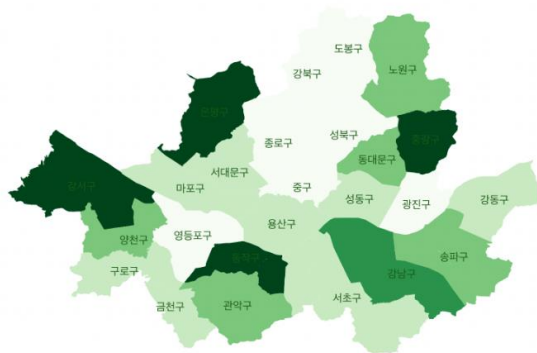 도봉구
노원구
강북구
은평구
종로구
성북구
중랑구
동대문구
서대문구
강서구
마포구
중구
성동구
광진구
강동구
양천구
영등포구
용산구
구로구
동작구
송파구
강남구
금천구
관악구
서초구